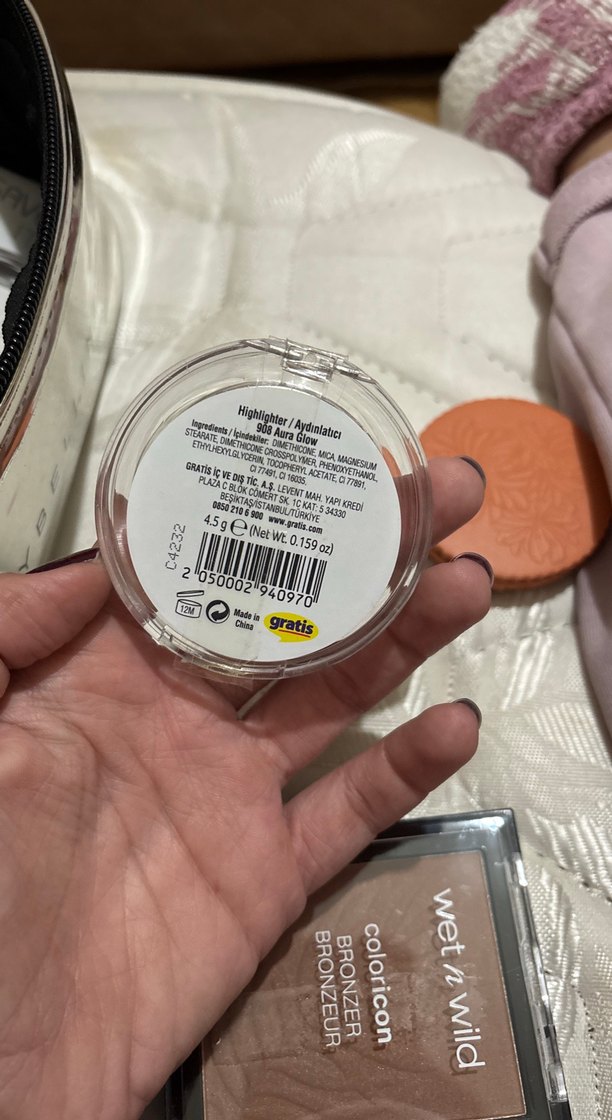 Highlighter / Aydınlatıcı
908 Aura Glow
Ingredients / İçindekiler: DIMETHICONE, MICA, MAGNESIUM
STEARATE, DIMETHICONE CROSSPOLYMER, PHENOXYETHANOL,
ETHYLHEXYLGLYCERIN, TOCOPHERYL ACETATE, CI 77891,
CI 77491, CI 16035.
GRATİS İÇ VE DIŞ TİC. A.Ş. LEVENT MAH. YAPI KREDİ
PLAZA C BLOK CÖMERT SK. 1C KAT: 5 34330
BEŞİKTAŞ/İSTANBUL/TÜRKİYE
0850 210 6 900 www.gratis.com
4.5 g e (Net Wt. 0.159 oz)
C4232
2 050002 940970
12M
Made in
China
gratis
wet n wild
coloricon
BRONZER
BRONZEUR